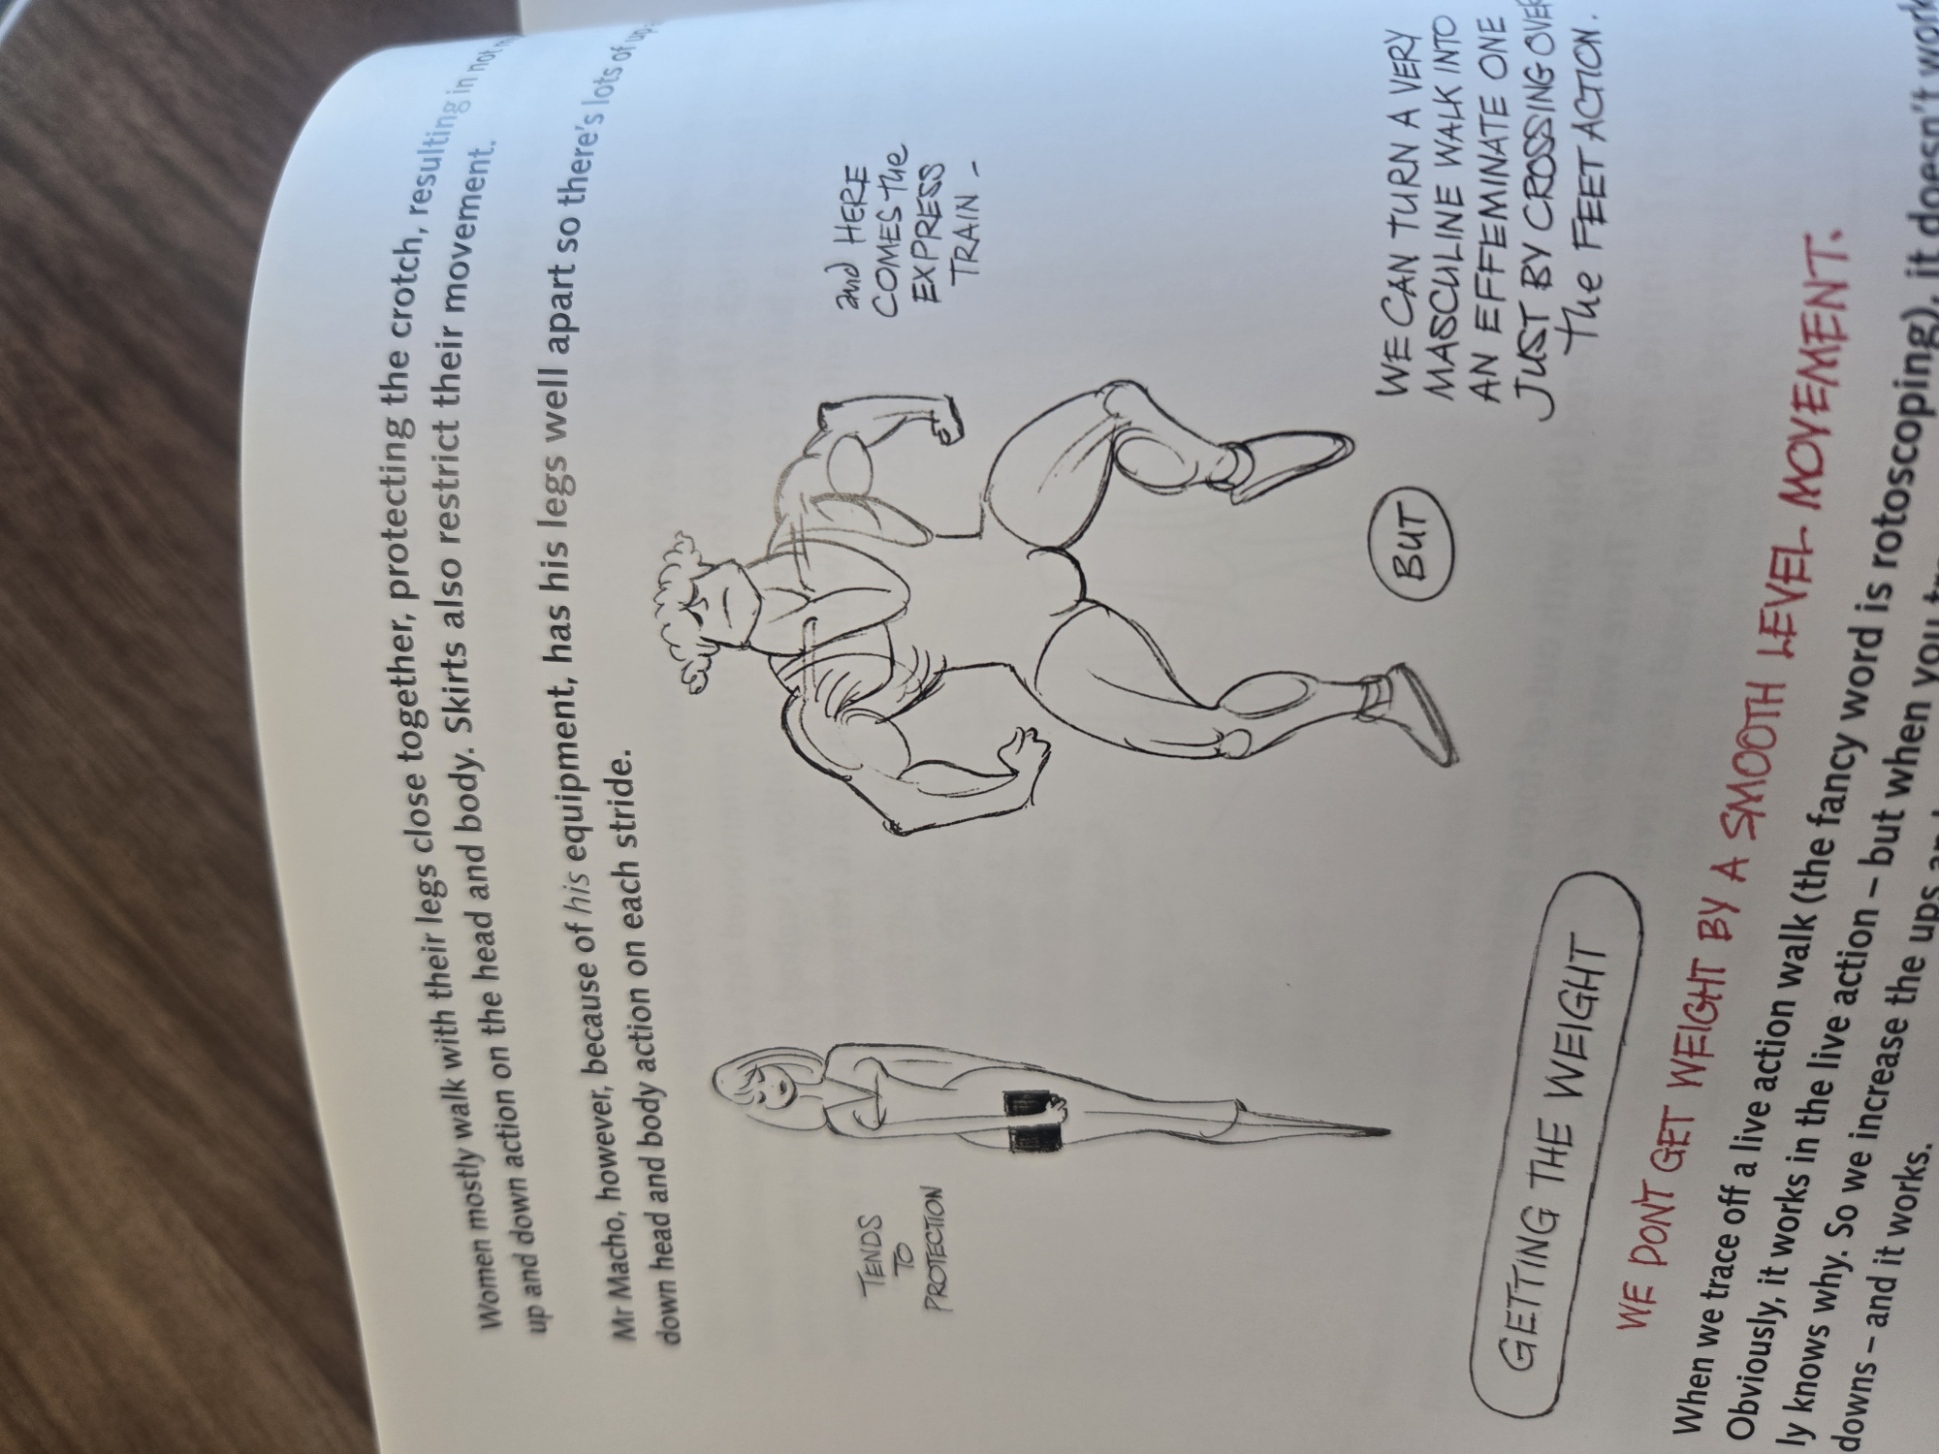 Women mostly walk with their legs close together, protecting the crotch, resulting in not
up and down action on the head and body. Skirts also restrict their movement.
Mr Macho, however, because of his equipment, has his legs well apart so there's lots of up
down head and body action on each stride.
TENDS
TO
PROTECTION
and HERE
COMES the
EXPRESS
TRAIN –
BUT
WE CAN TURN A VERY
MASCULINE WALK INTO
AN EFFEMINATE ONE
JUST BY CROSSING OVER
The FEET ACTION.
GETTING THE WEIGHT
WE DON'T GET WEIGHT BY A SMOOTH LEVEL MOVEMENT.
When we trace off a live action walk (the fancy word is rotoscoping), it doesn't work
Obviously, it works in the live action – but when you
ly knows why. So we increase the ups
downs – and it works.